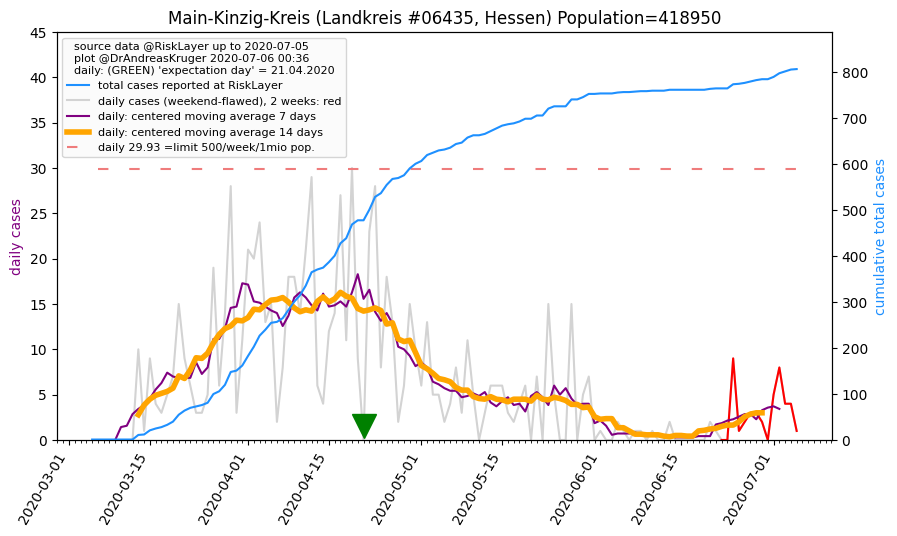 Main-Kinzig-Kreis (Landkreis #06435, Hessen) Population=418950
source data @RiskLayer up to 2020-07-05
plot @DrAndreasKruger 2020-07-06 00:36
daily: (GREEN) 'expectation day' = 21.04.2020
total cases reported at RiskLayer
daily cases (weekend-flawed), 2 weeks: red
daily: centered moving average 7 days
daily: centered moving average 14 days
daily 29.93 =limit 500/week/1mio pop.
daily cases
45
40
35
30
25
20
15
10
5
0
cumulative total cases
800
700
600
500
400
300
200
100
0
2020-03-01
2020-03-15
2020-04-01
2020-04-15
2020-05-01
2020-05-15
2020-06-01
2020-06-15
2020-07-01